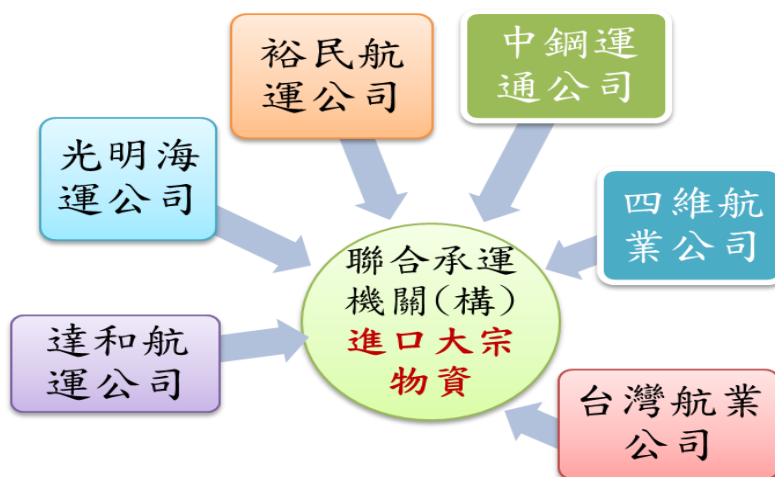 裕民航
運公司
中鋼運
通公司
光明海
運公司
四維航
業公司
聯合承運
機關(構)
進口大宗
物資
達和航
運公司
台灣航業
公司